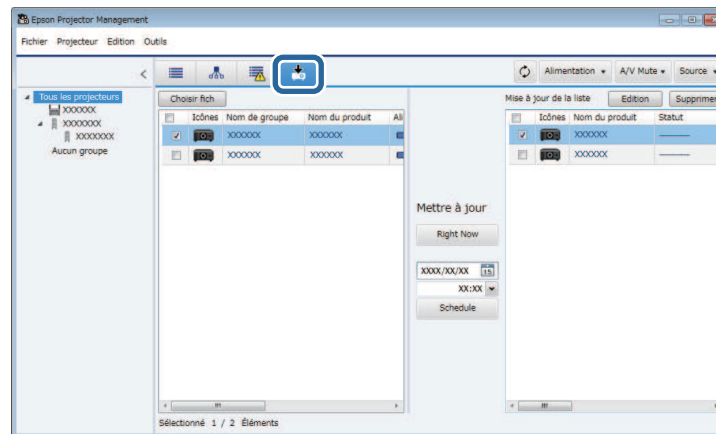 Epson Projector Management
Fichier Projecteur Edition Outils
Alimentation A/V Mute Source
Tous les projecteurs
XXXXXX
XXXXXXX
XXXXXXX
Aucun groupe
Choisir fich
Icônes Nom de groupe Nom du produit Ali
XXXXXX XXXXXX
XXXXXX XXXXXX
Mettre à jour
Right Now
XXXX/XX/XX 15
XX:XX
Schedule
Mise à jour de la liste Edition Supprimer
Icônes Nom du produit Statut
XXXXXX ———
XXXXXX ———
Sélectionné 1 / 2 Éléments